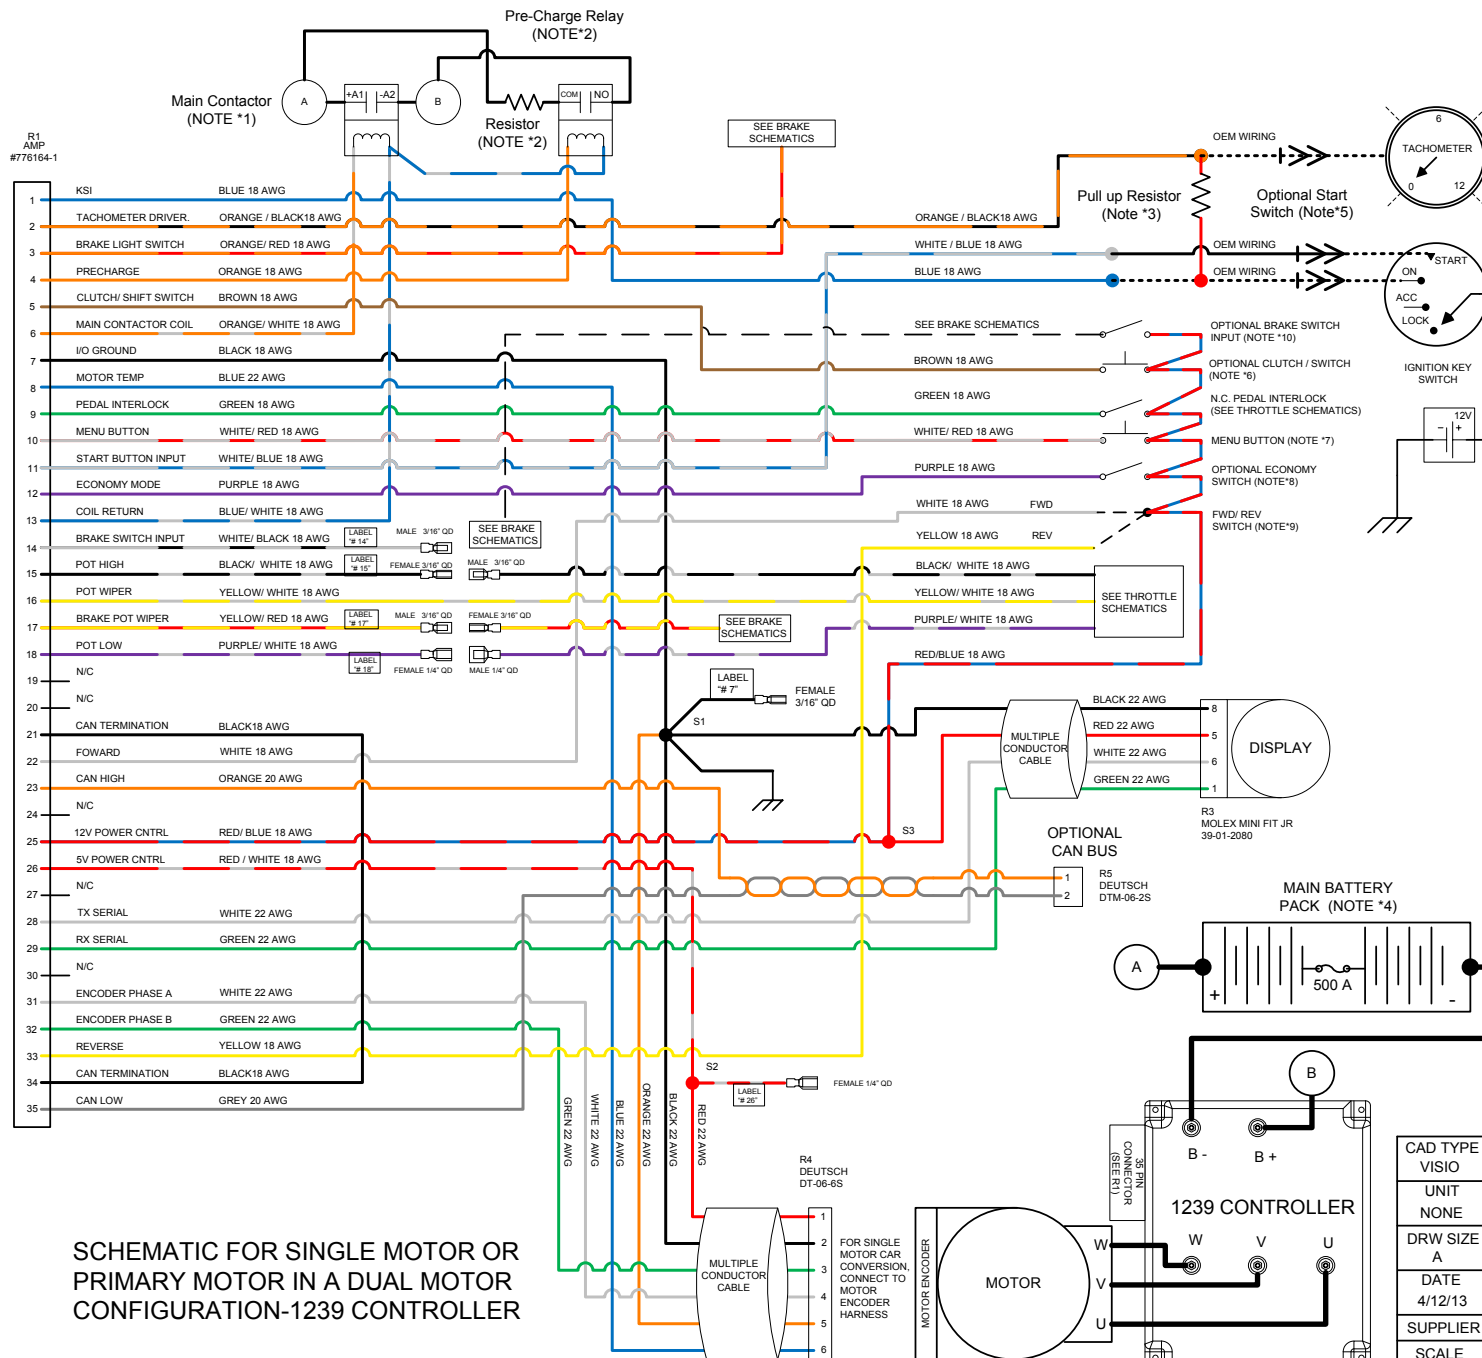 Pre-Charge Relay
(NOTE*2)
Main Contactor
(NOTE *1)
A
+A1
-A2
B
COM
NO
Resistor
(NOTE *2)
SEE BRAKE
SCHEMATICS
R1
AMP
#776164-1
1 KSI BLUE 18 AWG
2 TACHOMETER DRIVER. ORANGE / BLACK18 AWG
3 BRAKE LIGHT SWITCH ORANGE/ RED 18 AWG
4 PRECHARGE ORANGE 18 AWG
5 CLUTCH/ SHIFT SWITCH BROWN 18 AWG
6 MAIN CONTACTOR COIL ORANGE/ WHITE 18 AWG
7 I/O GROUND BLACK 18 AWG
8 MOTOR TEMP BLUE 22 AWG
9 PEDAL INTERLOCK GREEN 18 AWG
10 MENU BUTTON WHITE/ RED 18 AWG
11 START BUTTON INPUT WHITE/ BLUE 18 AWG
12 ECONOMY MODE PURPLE 18 AWG
13 COIL RETURN BLUE/ WHITE 18 AWG
14 BRAKE SWITCH INPUT WHITE/ BLACK 18 AWG
15 POT HIGH BLACK/ WHITE 18 AWG
16 POT WIPER YELLOW/ WHITE 18 AWG
17 BRAKE POT WIPER YELLOW/ RED 18 AWG
18 POT LOW PURPLE/ WHITE 18 AWG
19 N/C
20 N/C
21 CAN TERMINATION BLACK18 AWG
22 FOWARD WHITE 18 AWG
23 CAN HIGH ORANGE 20 AWG
24 N/C
25 12V POWER CNTRL RED/ BLUE 18 AWG
26 5V POWER CNTRL RED / WHITE 18 AWG
27 N/C
28 TX SERIAL WHITE 22 AWG
29 RX SERIAL GREEN 22 AWG
30 N/C
31 ENCODER PHASE A WHITE 22 AWG
32 ENCODER PHASE B GREEN 22 AWG
33 REVERSE YELLOW 18 AWG
34 CAN TERMINATION BLACK18 AWG
35 CAN LOW GREY 20 AWG
LABEL
"# 14"
MALE 3/16" QD
LABEL
"# 15"
FEMALE 3/16" QD
MALE 3/16" QD
LABEL
"# 17"
MALE 3/16" QD
FEMALE 3/16" QD
LABEL
"# 18"
FEMALE 1/4" QD
MALE 1/4" QD
SEE BRAKE
SCHEMATICS
SEE BRAKE
SCHEMATICS
ORANGE / BLACK18 AWG
WHITE / BLUE 18 AWG
BLUE 18 AWG
SEE BRAKE SCHEMATICS
BROWN 18 AWG
GREEN 18 AWG
WHITE/ RED 18 AWG
PURPLE 18 AWG
WHITE 18 AWG FWD
YELLOW 18 AWG REV
BLACK/ WHITE 18 AWG
YELLOW/ WHITE 18 AWG
PURPLE/ WHITE 18 AWG
RED/BLUE 18 AWG
SEE THROTTLE
SCHEMATICS
Pull up Resistor
(Note *3)
OEM WIRING
Optional Start
Switch (Note*5)
OEM WIRING
OEM WIRING
6
TACHOMETER
0
12
START
ON
ACC
LOCK
IGNITION KEY
SWITCH
12V
- +
OPTIONAL BRAKE SWITCH
INPUT (NOTE *10)
OPTIONAL CLUTCH / SWITCH
(NOTE *6)
N.C. PEDAL INTERLOCK
(SEE THROTTLE SCHEMATICS)
MENU BUTTON (NOTE *7)
OPTIONAL ECONOMY
SWITCH (NOTE*8)
FWD/ REV
SWITCH (NOTE*9)
LABEL
"# 7"
FEMALE
3/16" QD
S1
S3
MULTIPLE
CONDUCTOR
CABLE
BLACK 22 AWG
RED 22 AWG
WHITE 22 AWG
GREEN 22 AWG
8
5
6
1
DISPLAY
R3
MOLEX MINI FIT JR
39-01-2080
OPTIONAL
CAN BUS
1
2
R5
DEUTSCH
DTM-06-2S
MAIN BATTERY
PACK (NOTE *4)
A
+
500 A
-
S2
LABEL
"# 26"
FEMALE 1/4" QD
GREEN 22 AWG
WHITE 22 AWG
BLUE 22 AWG
ORANGE 22 AWG
BLACK 22 AWG
RED 22 AWG
R4
DEUTSCH
DT-06-6S
MULTIPLE
CONDUCTOR
CABLE
1
2
3
4
5
6
FOR SINGLE
MOTOR CAR
CONVERSION,
CONNECT TO
MOTOR
ENCODER
HARNESS
MOTOR ENCODER
MOTOR
W
V
U
35 PIN
CONNECTOR
(SEE R1)
B
B -
B +
1239 CONTROLLER
W
V
U
CAD TYPE
VISIO
UNIT
NONE
DRW SIZE
A
DATE
4/12/13
SUPPLIER
SCALE
SCHEMATIC FOR SINGLE MOTOR OR
PRIMARY MOTOR IN A DUAL MOTOR
CONFIGURATION-1239 CONTROLLER